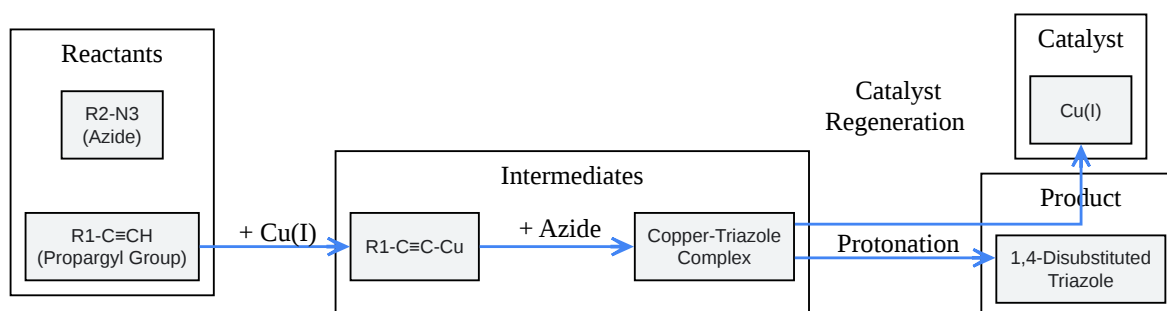 Reactants
R2-N3
(Azide)
R1-C≡CH
(Propargyl Group)
+ Cu(I)
Intermediates
R1-C≡C-Cu
+ Azide
Copper-Triazole
Complex
Catalyst
Regeneration
Protonation
Catalyst
Cu(I)
Product
1,4-Disubstituted
Triazole